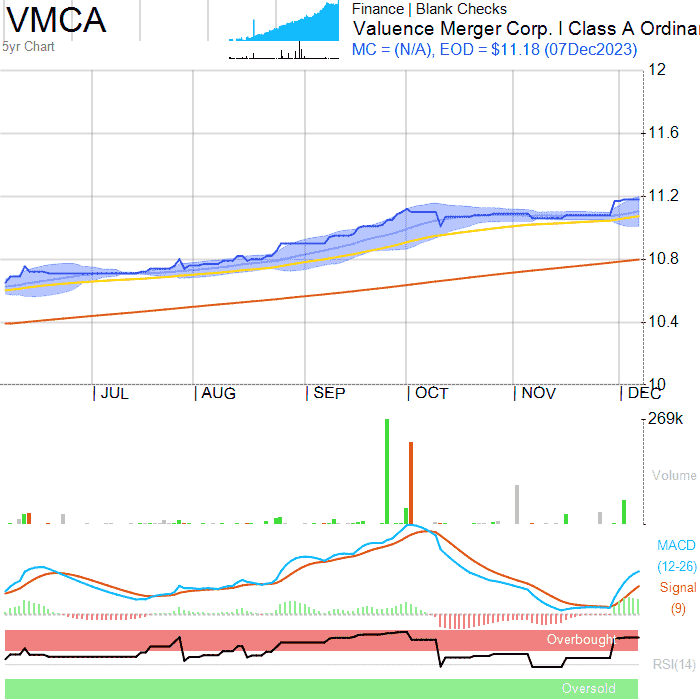 VMCA
5yr Chart
Finance | Blank Checks
Valuence Merger Corp. I Class A Ordinar
MC = (N/A), EOD = $11.18 (07Dec2023)
12
11.6
11.2
10.8
10.4
10
JUL AUG SEP OCT NOV DEC
269k
Volume
MACD
(12-26)
Signal
(9)
Overbought
RSI(14)
Oversold